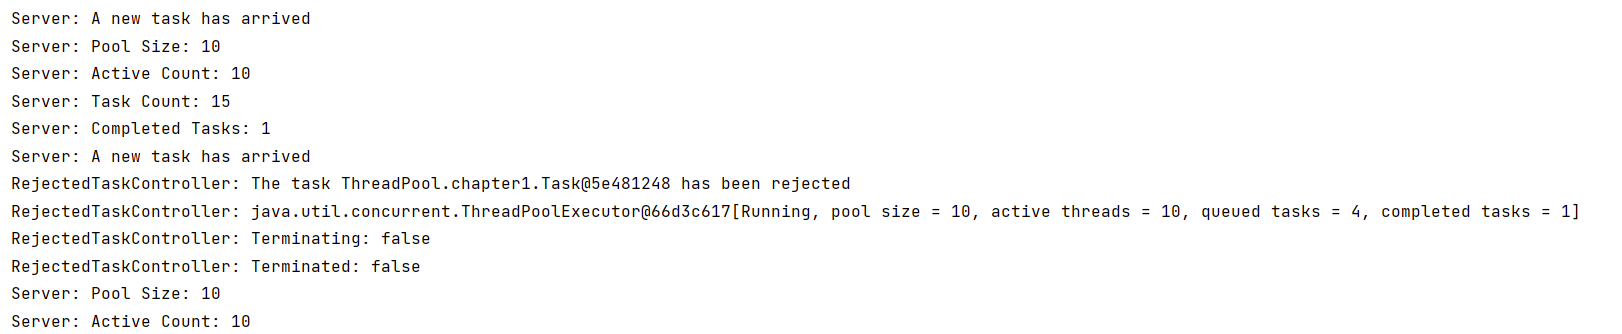 Server: A new task has arrived
Server: Pool Size: 10
Server: Active Count: 10
Server: Task Count: 15
Server: Completed Tasks: 1
Server: A new task has arrived
RejectedTaskController: The task ThreadPool.chapter1.Task@5e481248 has been rejected
RejectedTaskController: java.util.concurrent.ThreadPoolExecutor@66d3c617[Running, pool size = 10, active threads = 10, queued tasks = 4, completed tasks = 1]
RejectedTaskController: Terminating: false
RejectedTaskController: Terminated: false
Server: Pool Size: 10
Server: Active Count: 10